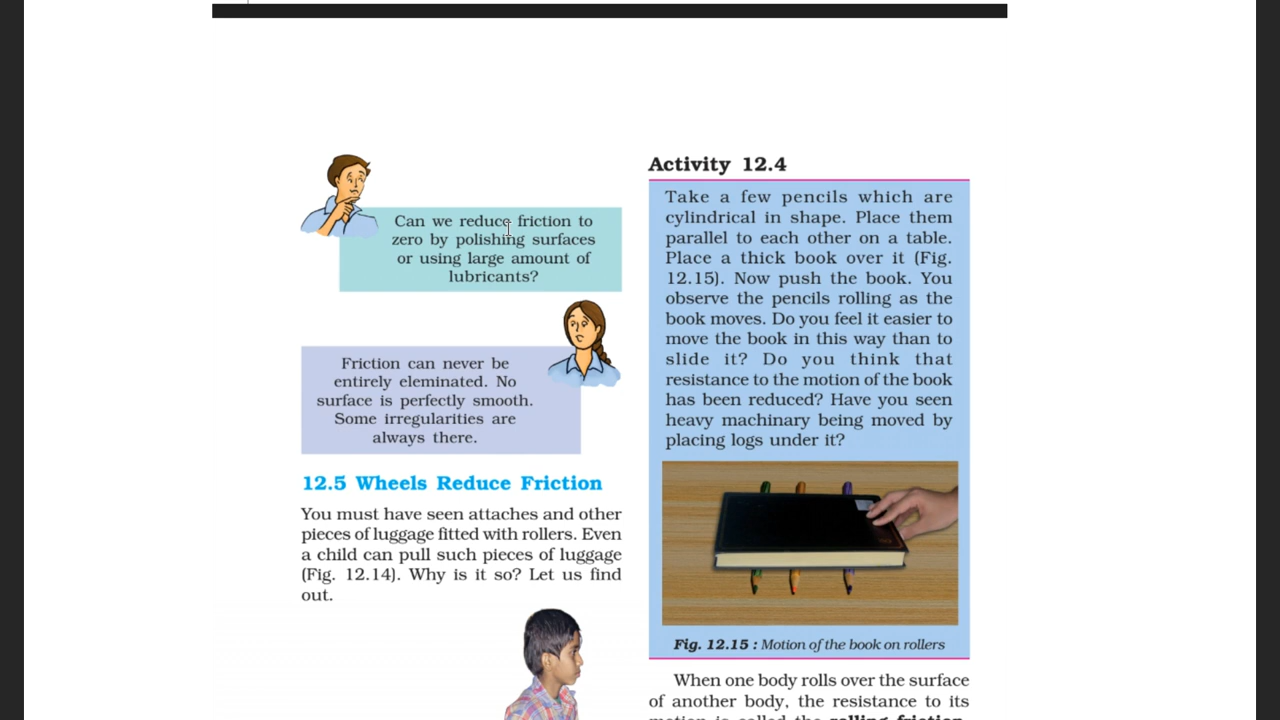 Can we reduce friction to
zero by polishing surfaces
or using large amount of
lubricants?
Friction can never be
entirely eleminated. No
surface is perfectly smooth.
Some irregularities are
always there.
12.5 Wheels Reduce Friction
You must have seen attaches and other
pieces of luggage fitted with rollers. Even
a child can pull such pieces of luggage
(Fig. 12.14). Why is it so? Let us find
out.
Activity 12.4
Take a few pencils which are
cylindrical in shape. Place them
parallel to each other on a table.
Place a thick book over it (Fig.
12.15). Now push the book. You
observe the pencils rolling as the
book moves. Do you feel it easier to
move the book in this way than to
slide it? Do you think that
resistance to the motion of the book
has been reduced? Have you seen
heavy machinary being moved by
placing logs under it?
Fig. 12.15 : Motion of the book on rollers
When one body rolls over the surface
of another body, the resistance to its
motion is called the rolling friction.